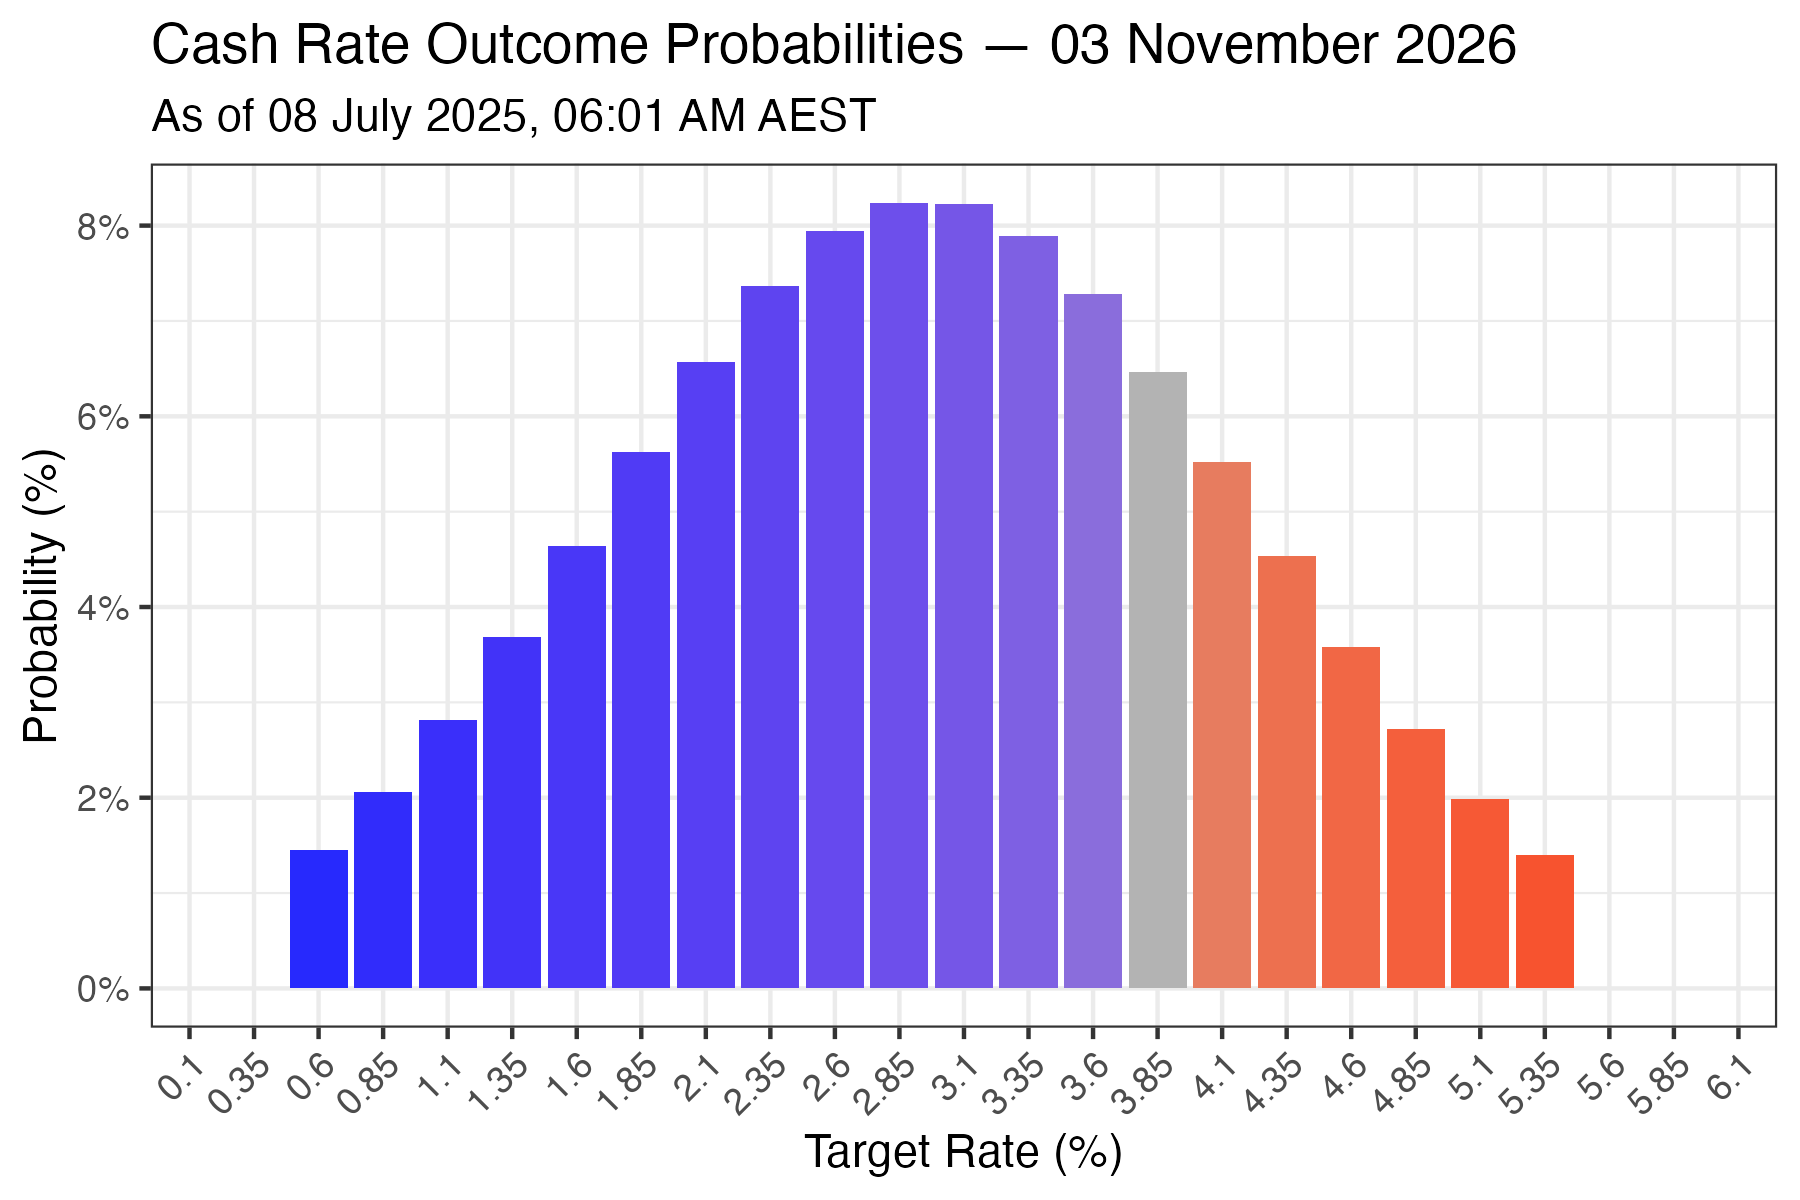 Cash Rate Outcome Probabilities — 03 November 2026
As of 08 July 2025, 06:01 AM AEST
Probability (%)
8%
6%
4%
2%
0%
0.1 0.35 0.6 0.85 1.1 1.35 1.6 1.85 2.1 2.35 2.6 2.85 3.1 3.35 3.6 3.85 4.1 4.35 4.6 4.85 5.1 5.35 5.6 5.85 6.1
Target Rate (%)